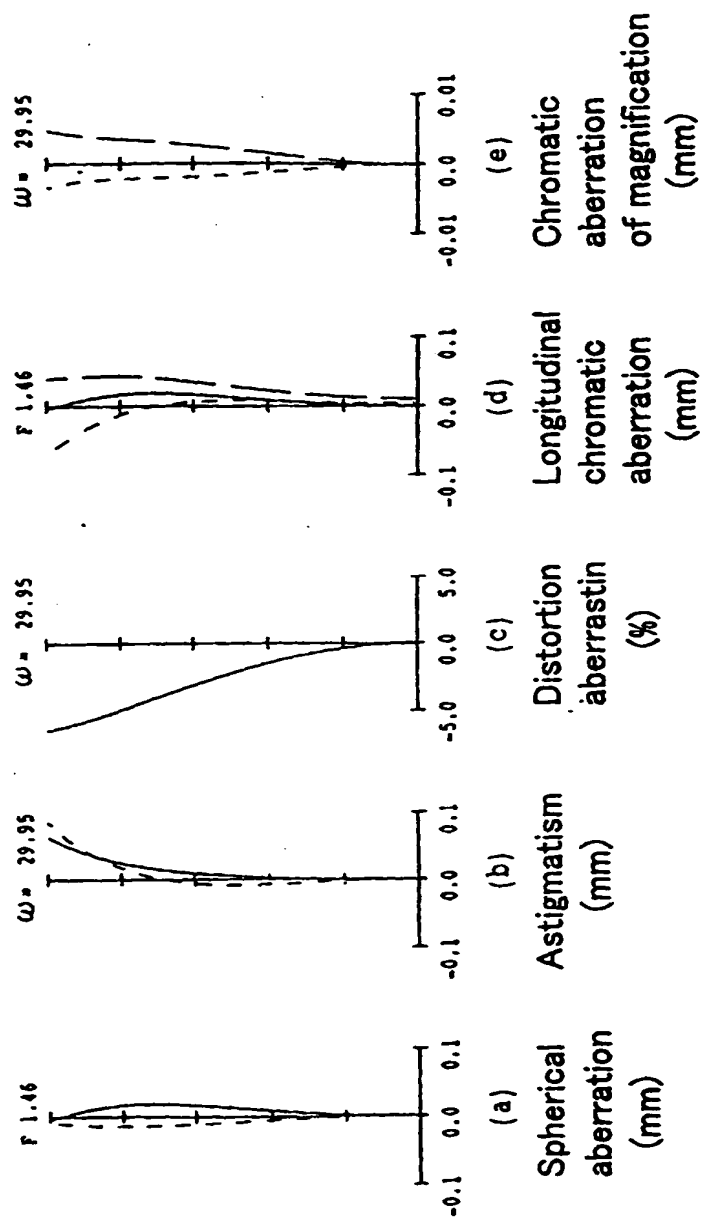 F 1.46
-0.1 0.0 0.1
(a)
Spherical
aberration
(mm)
ω= 29.95
-0.1 0.0 0.1
(b)
Astigmatism
(mm)
ω= 29.95
-5.0 0.0 5.0
(c)
Distortion
aberrastin
(%)
F 1.46
-0.1 0.0 0.1
(d)
Longitudinal
chromatic
aberration
(mm)
ω= 29.95
-0.01 0.0 0.01
(e)
Chromatic
aberration
of magnification
(mm)